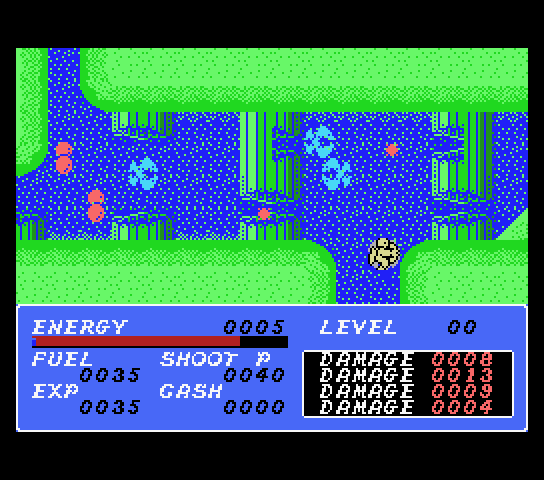 ENERGY 0005 LEVEL 00
FUEL SHOOT P DAMAGE 0008
0035 0040 DAMAGE 0013
EXP CASH DAMAGE 0009
0035 0000 DAMAGE 0004